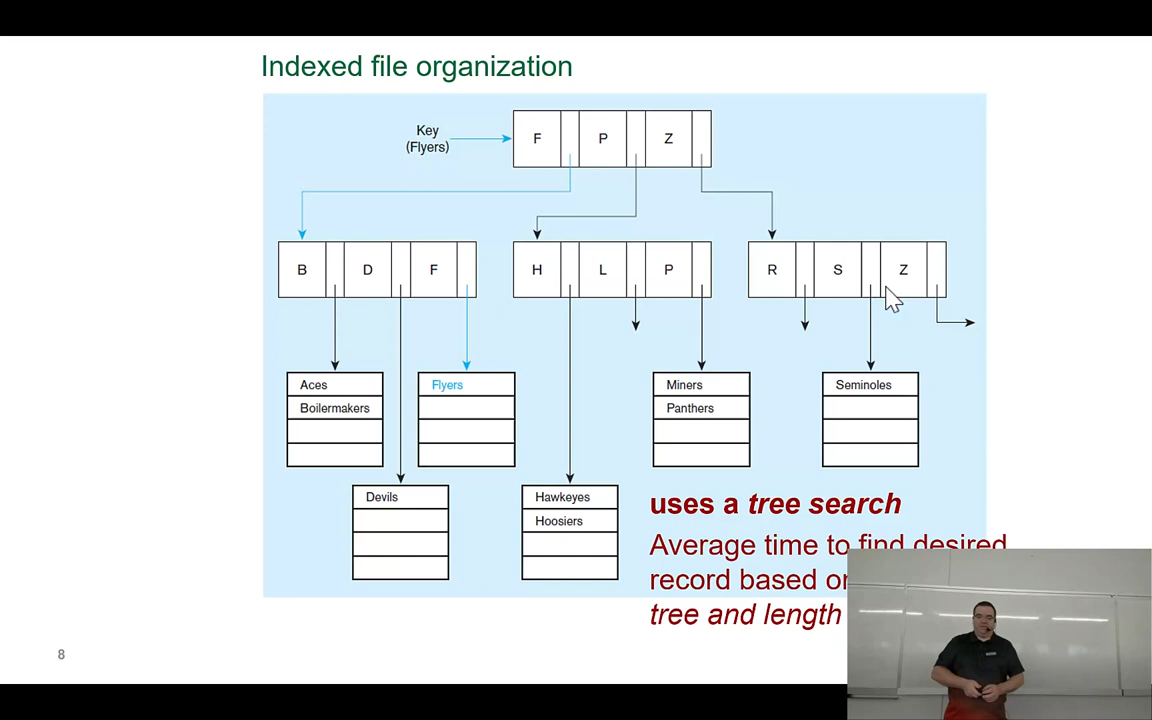 Indexed file organization
Key
(Flyers)
F P Z
B D F
H L P
R S Z
Aces
Boilermakers
Flyers
Miners
Panthers
Seminoles
Devils
Hawkeyes
Hoosiers
uses a tree search
Average time to find desired
record based on
tree and length
8